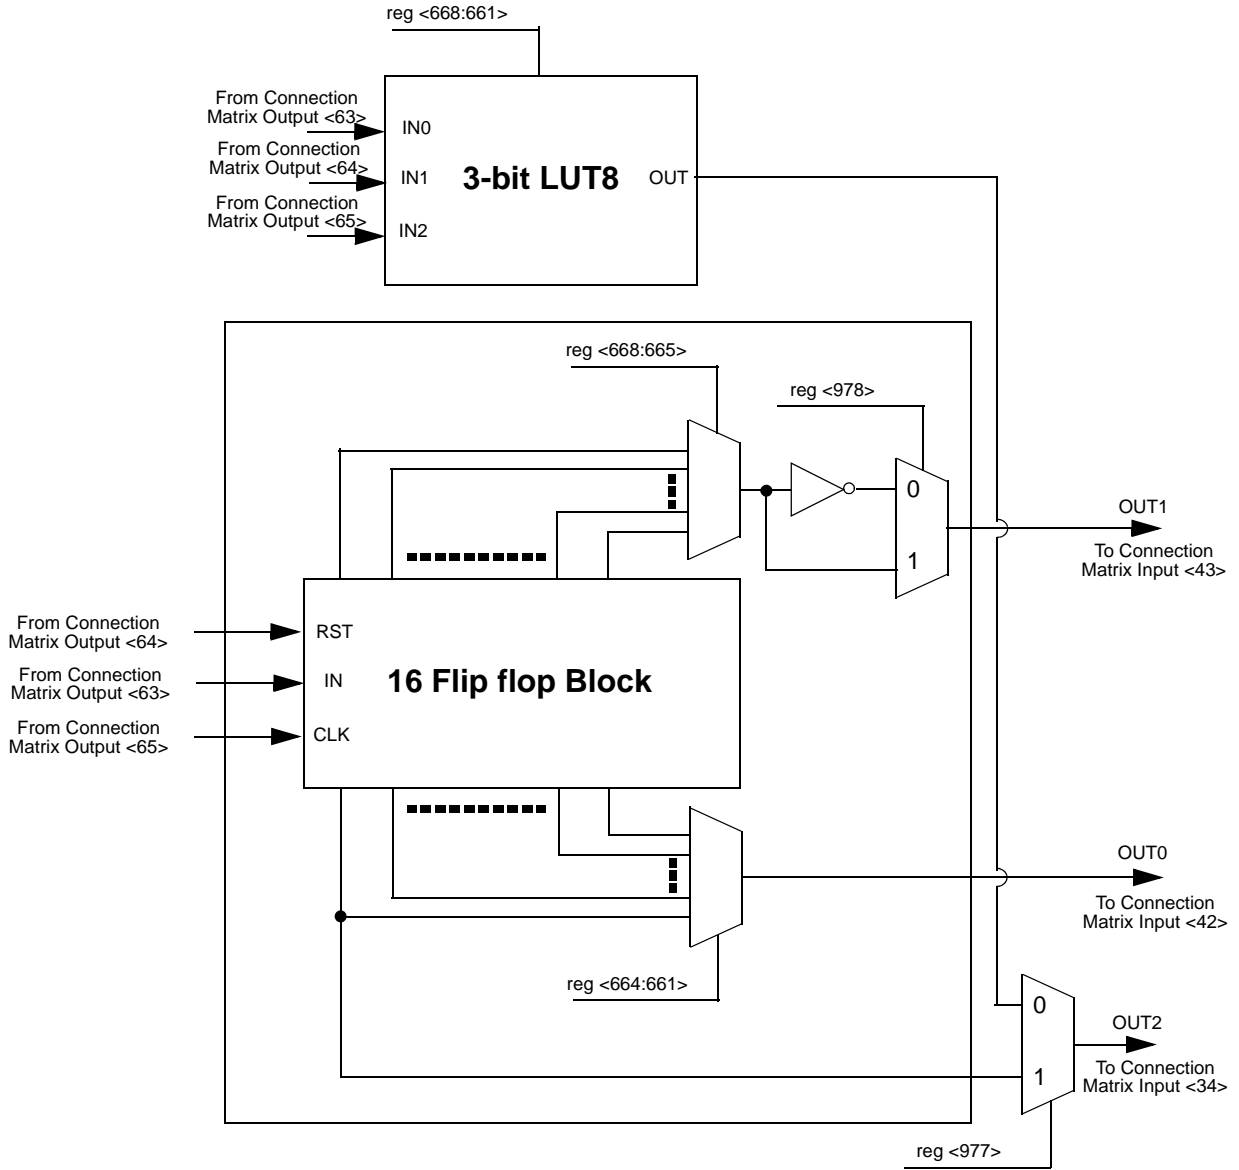 reg <668:661>
From Connection
Matrix Output <63>
IN0
From Connection
Matrix Output <64>
IN1
3-bit LUT8
OUT
From Connection
Matrix Output <65>
IN2
reg <668:665>
reg <978>
0
1
OUT1
To Connection
Matrix Input <43>
From Connection
Matrix Output <64>
RST
From Connection
Matrix Output <63>
IN
16 Flip flop Block
From Connection
Matrix Output <65>
CLK
OUT0
To Connection
Matrix Input <42>
reg <664:661>
0
1
OUT2
To Connection
Matrix Input <34>
reg <977>